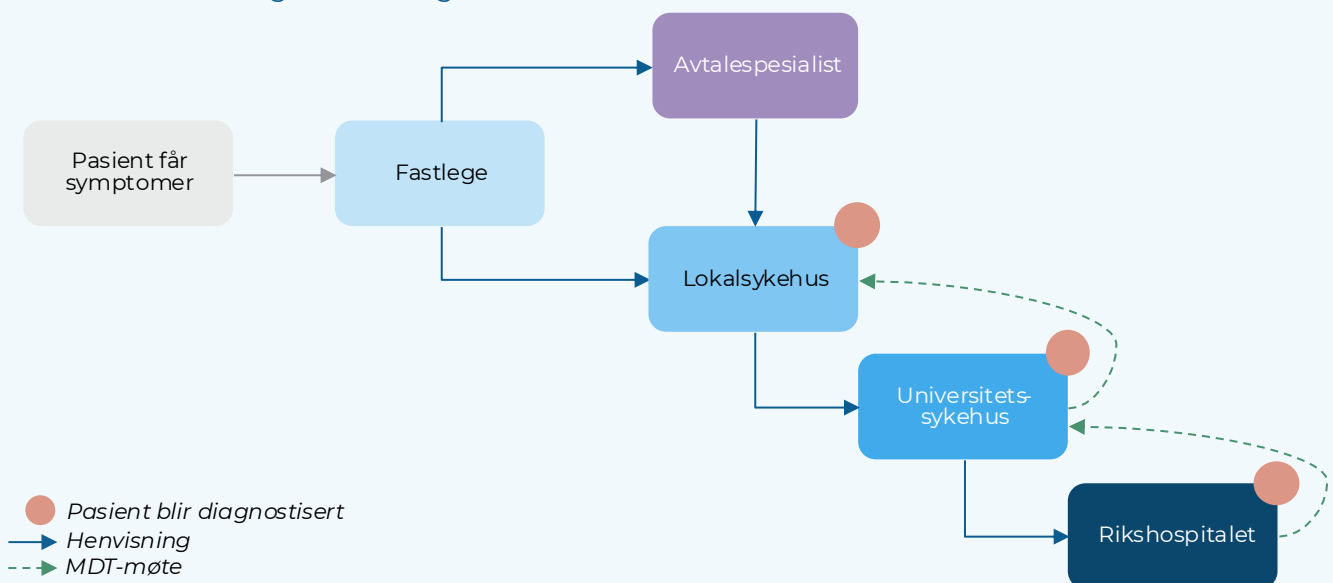 Avtalespesialist
Pasient får
symptomer
Fastlege
Lokalsykehus
Universitets-
sykehus
Rikshospitalet
Pasient blir diagnostisert
Henvisning
MDT-møte